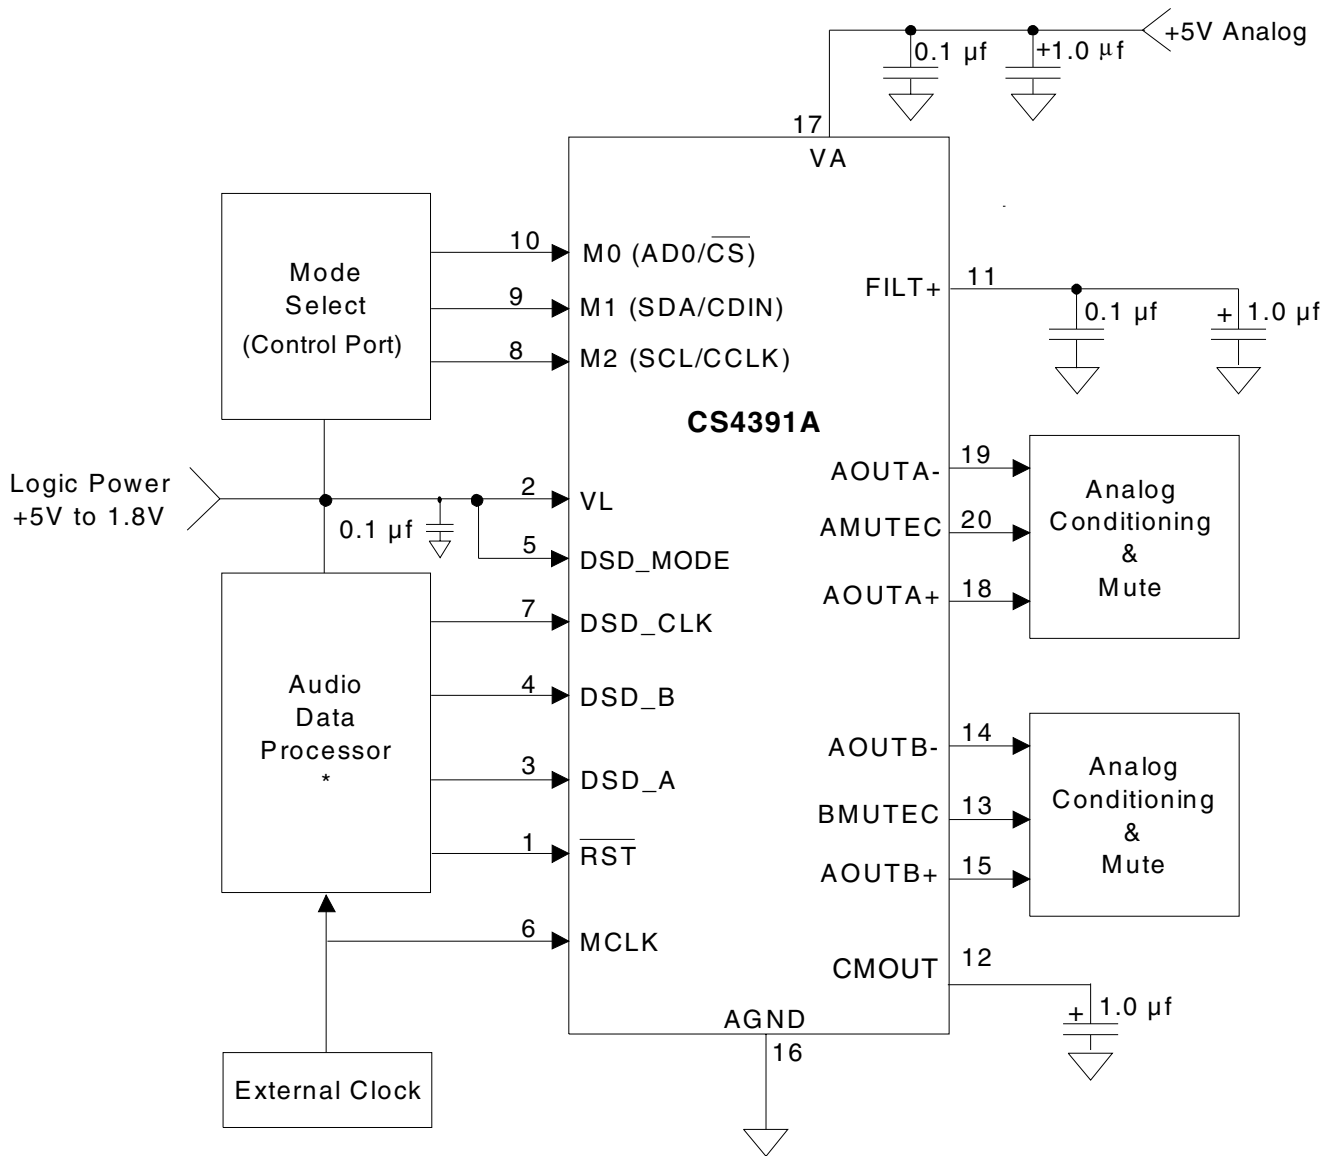 +5V Analog
0.1 µf
+1.0 µf
17
VA
Mode
Select
(Control Port)
10
M0 (AD0/CS)
9
M1 (SDA/CDIN)
8
M2 (SCL/CCLK)
FILT+
11
0.1 µf
+ 1.0 µf
CS4391A
Logic Power
+5V to 1.8V
0.1 µf
2
VL
5
DSD_MODE
7
DSD_CLK
4
DSD_B
3
DSD_A
1
RST
6
MCLK
Audio
Data
Processor
*
External Clock
AOUTA-
19
AMUTEC
20
AOUTA+
18
Analog
Conditioning
&
Mute
AOUTB-
14
BMUTEC
13
AOUTB+
15
Analog
Conditioning
&
Mute
CMOUT
12
+ 1.0 µf
AGND
16